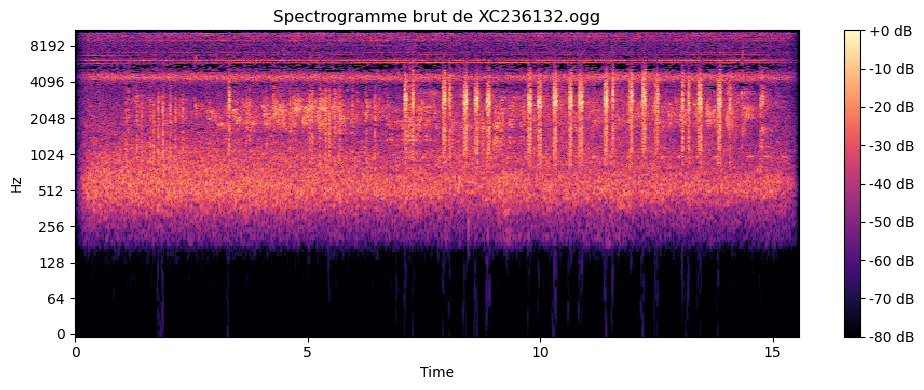 Spectrogramme brut de XC236132.ogg
Hz
8192
4096
2048
1024
512
256
128
64
0
0
5
10
15
Time
+0 dB
-10 dB
-20 dB
-30 dB
-40 dB
-50 dB
-60 dB
-70 dB
-80 dB